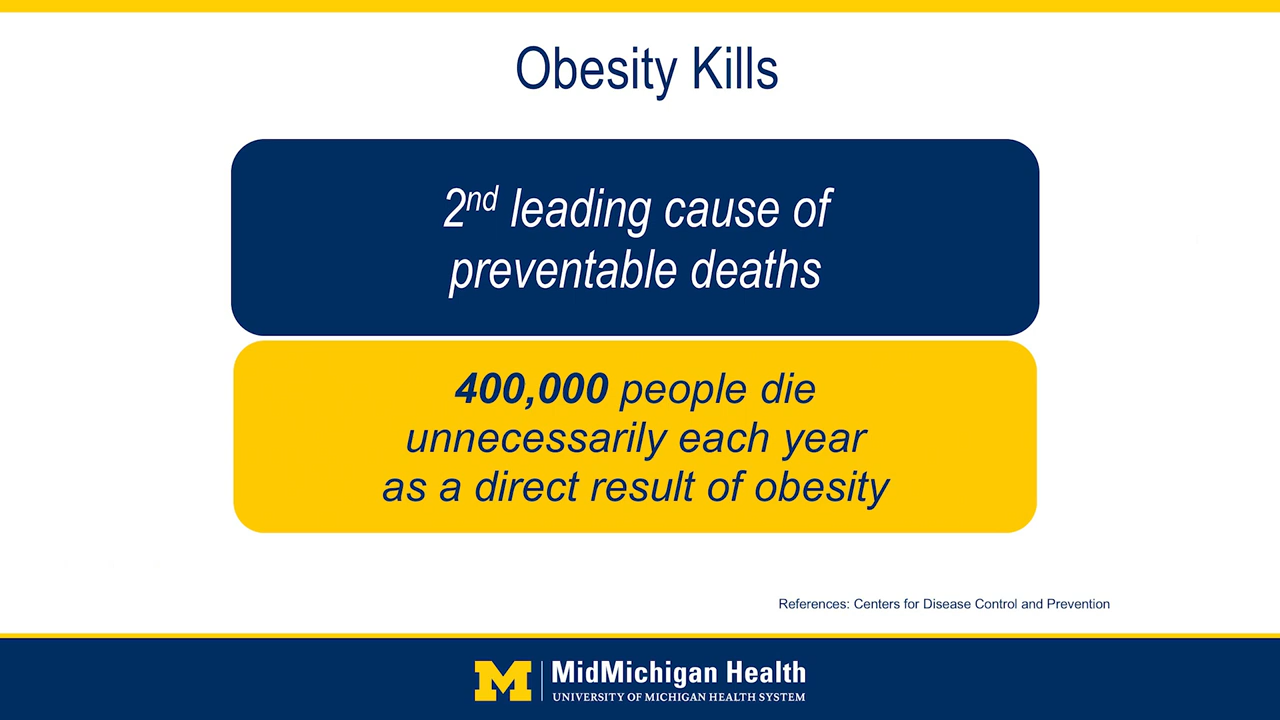 Obesity Kills
2nd leading cause of
preventable deaths
400,000 people die
unnecessarily each year
as a direct result of obesity
References: Centers for Disease Control and Prevention
M MidMichigan Health
UNIVERSITY OF MICHIGAN HEALTH SYSTEM